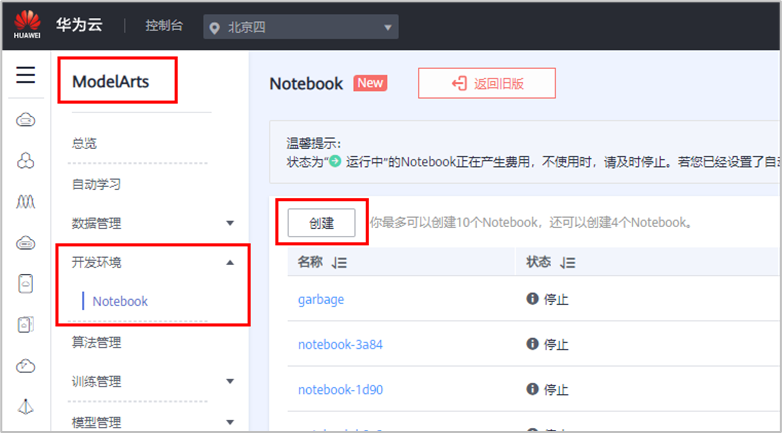 HUAWEI
华为云
控制台
北京四
ModelArts
总览
自动学习
数据管理
开发环境
Notebook
算法管理
训练管理
模型管理
Notebook
New
返回旧版
温馨提示：
状态为“ 运行中”的Notebook正在产生费用，不使用时，请及时停止。若您已经设置了自
创建
你最多可以创建10个Notebook，还可以创建4个Notebook。
名称 状态
garbage 停止
notebook-3a84 停止
notebook-1d90 停止